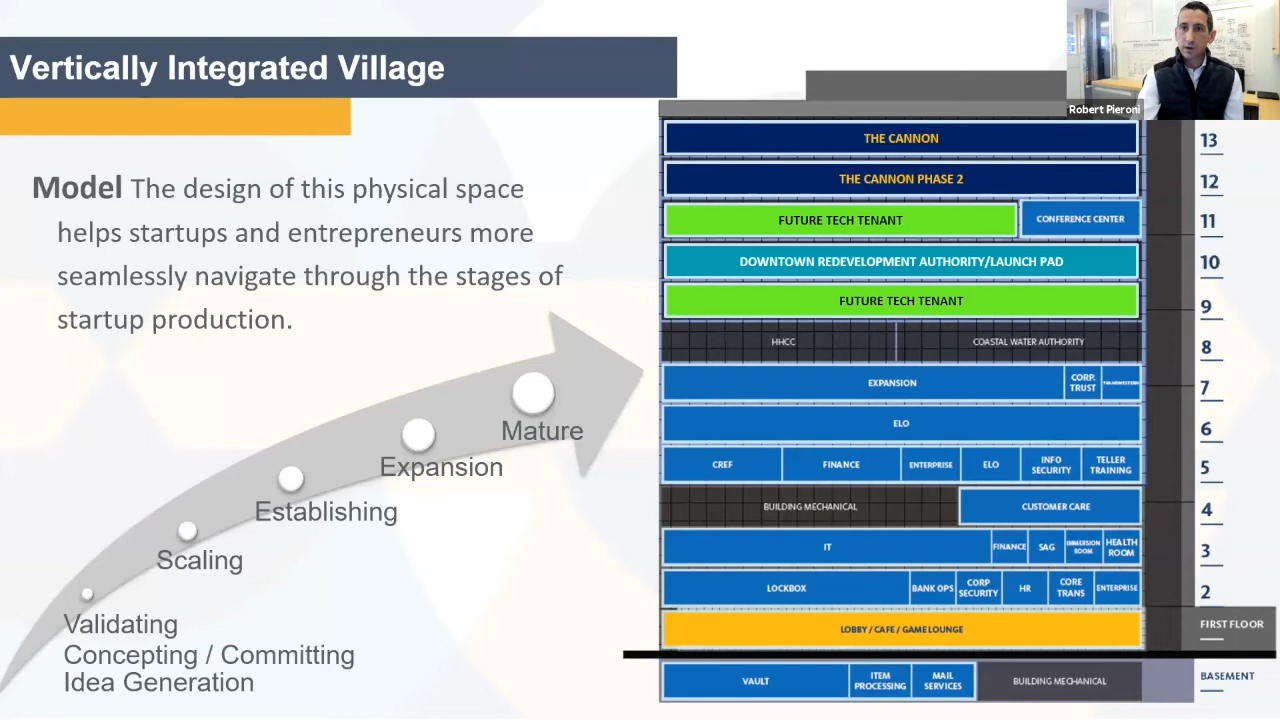 Vertically Integrated Village
Robert Pieroni
Model The design of this physical space
helps startups and entrepreneurs more
seamlessly navigate through the stages of
startup production.
Mature
Expansion
Establishing
Scaling
Validating
Concepting / Committing
Idea Generation
THE CANNON
13
THE CANNON PHASE 2
12
FUTURE TECH TENANT
CONFERENCE CENTER
11
DOWNTOWN REDEVELOPMENT AUTHORITY/LAUNCH PAD
10
FUTURE TECH TENANT
9
HHCC
COASTAL WATER AUTHORITY
8
EXPANSION
CORP.
TRUST
7
ELO
6
CREF
FINANCE
ENTERPRISE
ELO
INFO
SECURITY
TELLER
TRAINING
5
BUILDING MECHANICAL
CUSTOMER CARE
4
IT
FINANCE
SAG
IMMERSION
ROOM
HEALTH
ROOM
3
LOCKBOX
BANK OPS
CORP
SECURITY
HR
CORE
TRANS
ENTERPRISE
2
LOBBY / CAFE / GAME LOUNGE
FIRST FLOOR
VAULT
ITEM
PROCESSING
MAIL
SERVICES
BUILDING MECHANICAL
BASEMENT